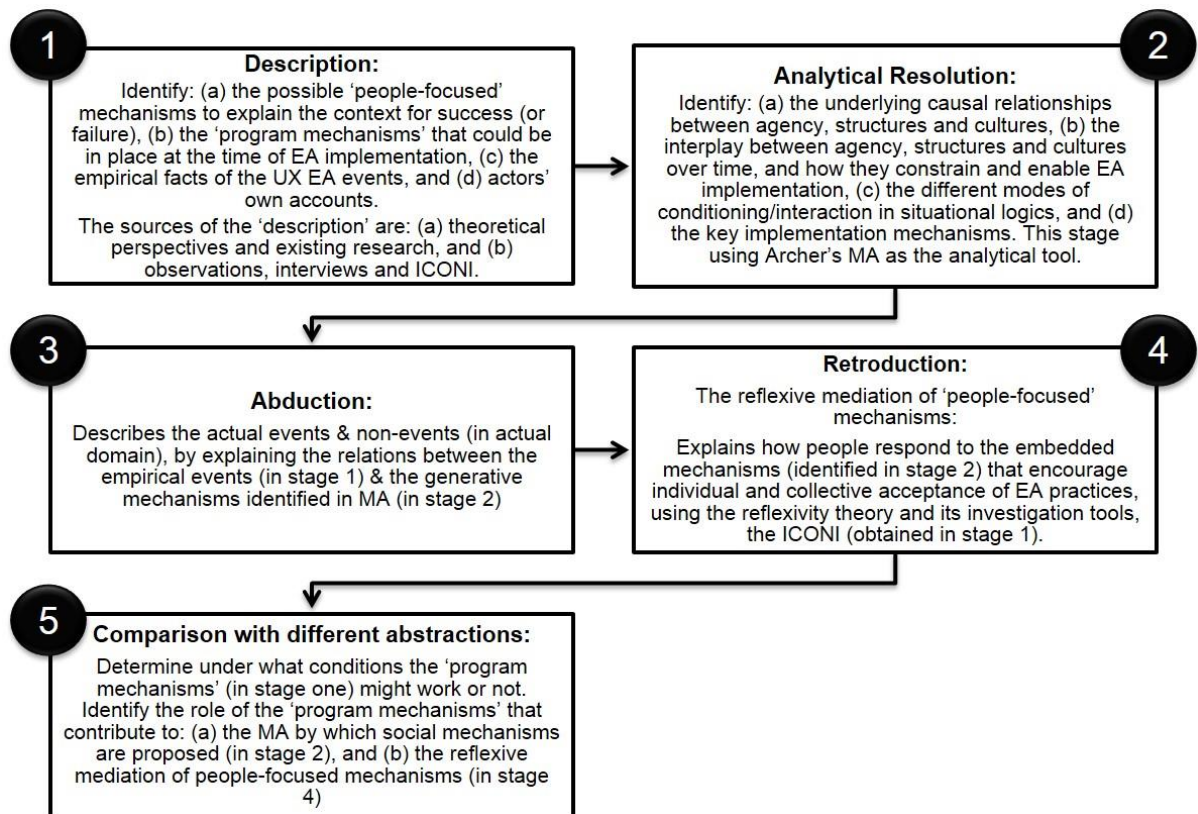 1
Description:
Identify: (a) the possible ‘people-focused’
mechanisms to explain the context for success (or
failure), (b) the ‘program mechanisms’ that could be
in place at the time of EA implementation, (c) the
empirical facts of the UX EA events, and (d) actors’
own accounts.
The sources of the ‘description’ are: (a) theoretical
perspectives and existing research, and (b)
observations, interviews and ICONI.
2
Analytical Resolution:
Identify: (a) the underlying causal relationships
between agency, structures and cultures, (b) the
interplay between agency, structures and cultures
over time, and how they constrain and enable EA
implementation, (c) the different modes of
conditioning/interaction in situational logics, and (d)
the key implementation mechanisms. This stage
using Archer’s MA as the analytical tool.
3
Abduction:
Describes the actual events & non-events (in actual
domain), by explaining the relations between the
empirical events (in stage 1) & the generative
mechanisms identified in MA (in stage 2)
4
Retroduction:
The reflexive mediation of ‘people-focused’
mechanisms:
Explains how people respond to the embedded
mechanisms (identified in stage 2) that encourage
individual and collective acceptance of EA practices,
using the reflexivity theory and its investigation tools,
the ICONI (obtained in stage 1).
5
Comparison with different abstractions:
Determine under what conditions the ‘program
mechanisms’ (in stage one) might work or not.
Identify the role of the ‘program mechanisms’ that
contribute to: (a) the MA by which social mechanisms
are proposed (in stage 2), and (b) the reflexive
mediation of people-focused mechanisms (in stage
4)